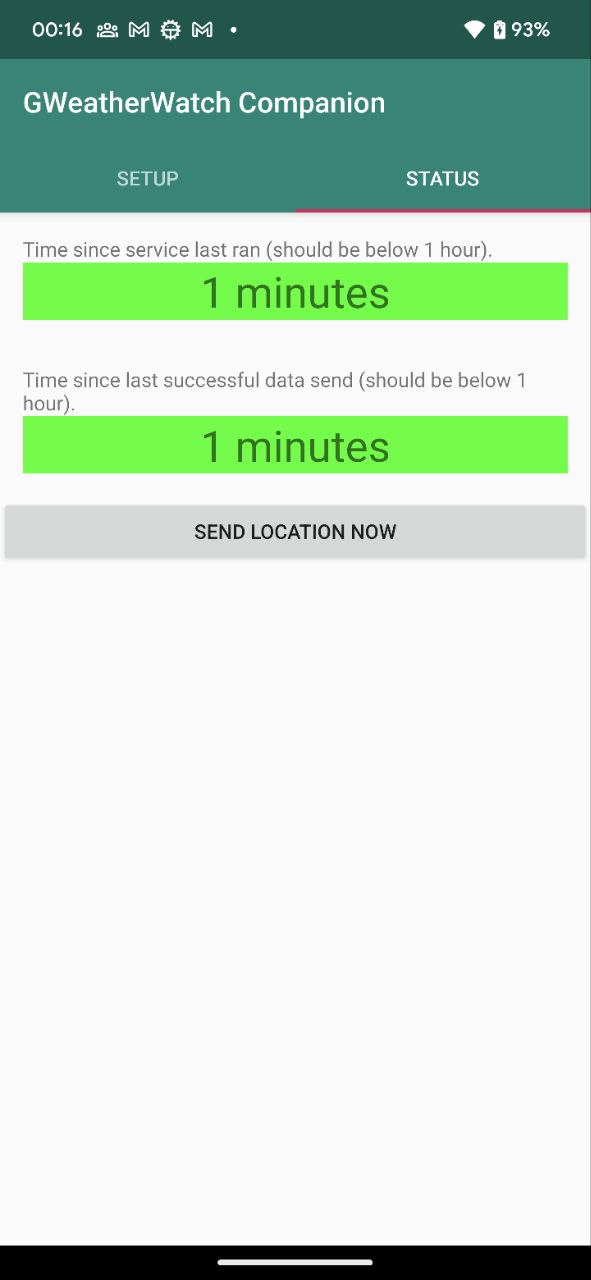 00:16
93%
GWeatherWatch Companion
SETUP
STATUS
Time since service last ran (should be below 1 hour).
1 minutes
Time since last successful data send (should be below 1
hour).
1 minutes
SEND LOCATION NOW